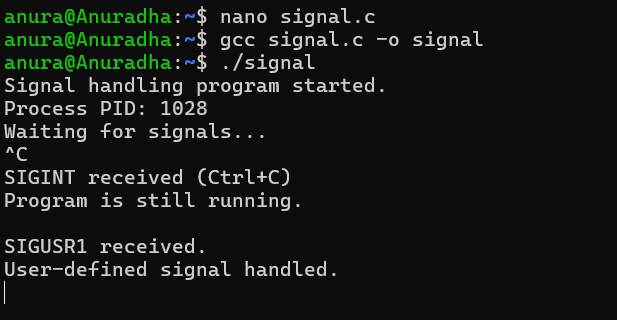 anura@Anuradha:~$ nano signal.c
anura@Anuradha:~$ gcc signal.c -o signal
anura@Anuradha:~$ ./signal
Signal handling program started.
Process PID: 1028
Waiting for signals...
^C
SIGINT received (Ctrl+C)
Program is still running.

SIGUSR1 received.
User-defined signal handled.